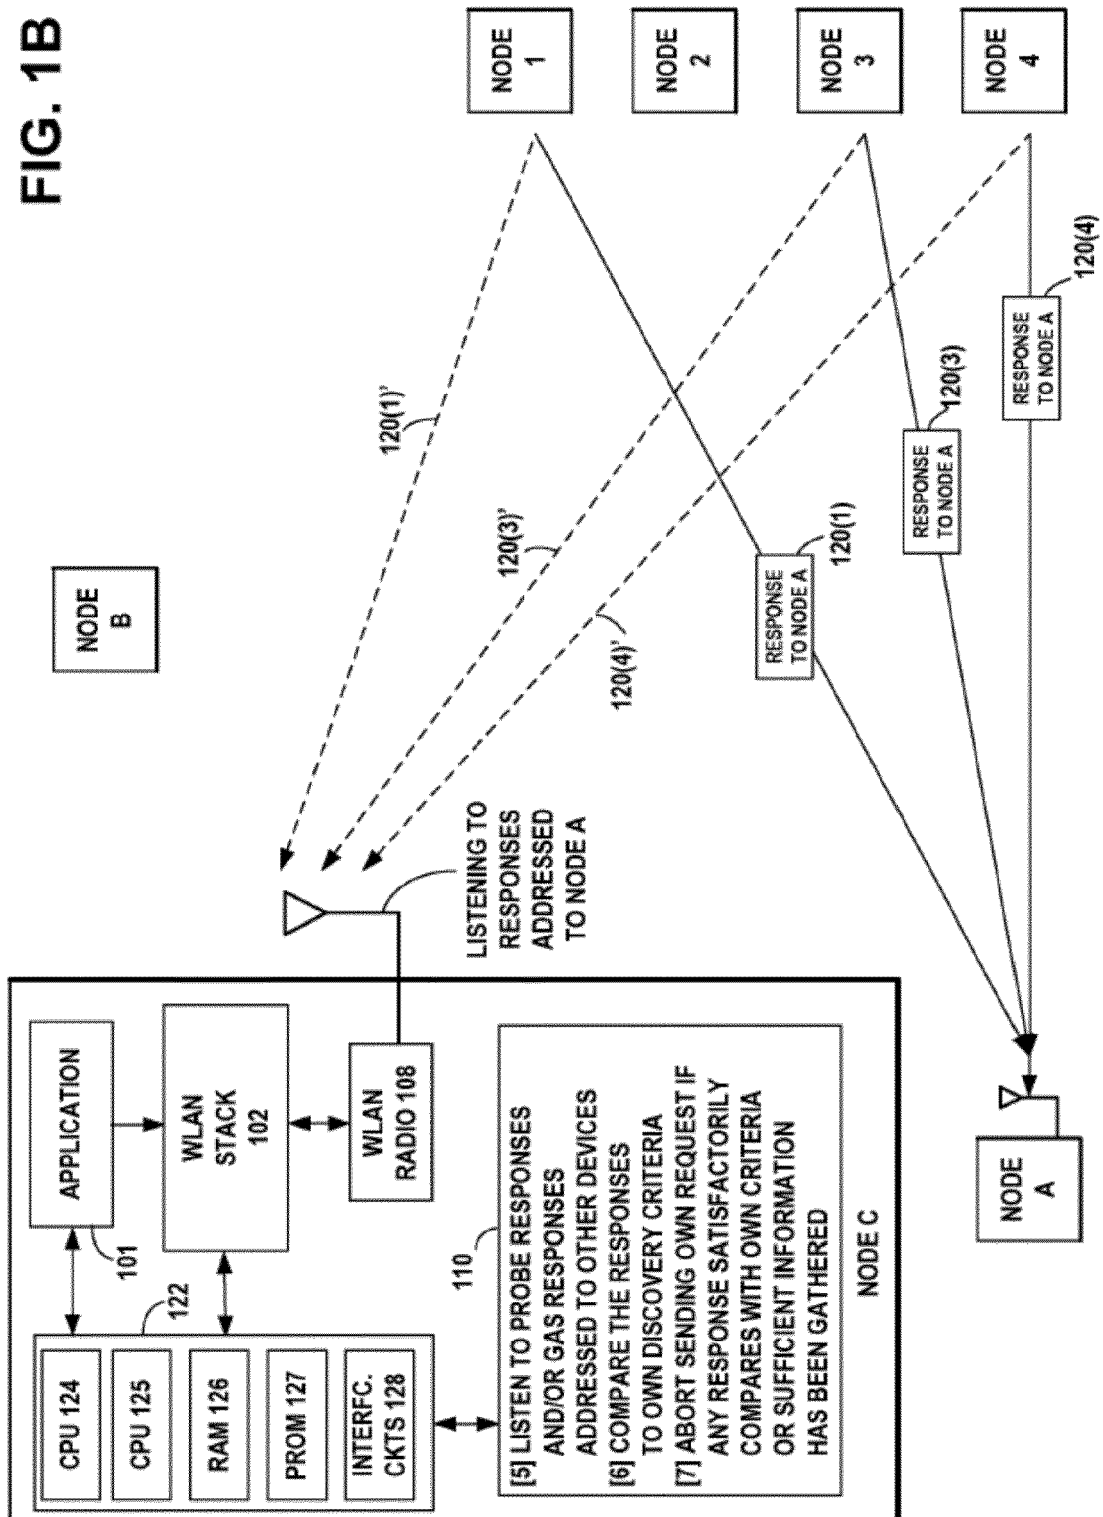 FIG. 1B
APPLICATION
101
WLAN
STACK
102
WLAN
RADIO 108
122
CPU 124
CPU 125
RAM 126
PROM 127
INTERFC.
CKTS 128
110
[5] LISTEN TO PROBE RESPONSES
AND/OR GAS RESPONSES
ADDRESSED TO OTHER DEVICES
[6] COMPARE THE RESPONSES
TO OWN DISCOVERY CRITERIA
[7] ABORT SENDING OWN REQUEST IF
ANY RESPONSE SATISFACTORILY
COMPARES WITH OWN CRITERIA
OR SUFFICIENT INFORMATION
HAS BEEN GATHERED
NODE C
LISTENING TO
RESPONSES
ADDRESSED
TO NODE A
NODE
B
120(1)'
120(3)'
120(4)'
NODE
1
NODE
2
NODE
3
NODE
4
RESPONSE
TO NODE A
120(1)
RESPONSE
TO NODE A
120(3)
RESPONSE
TO NODE A
120(4)
NODE
A